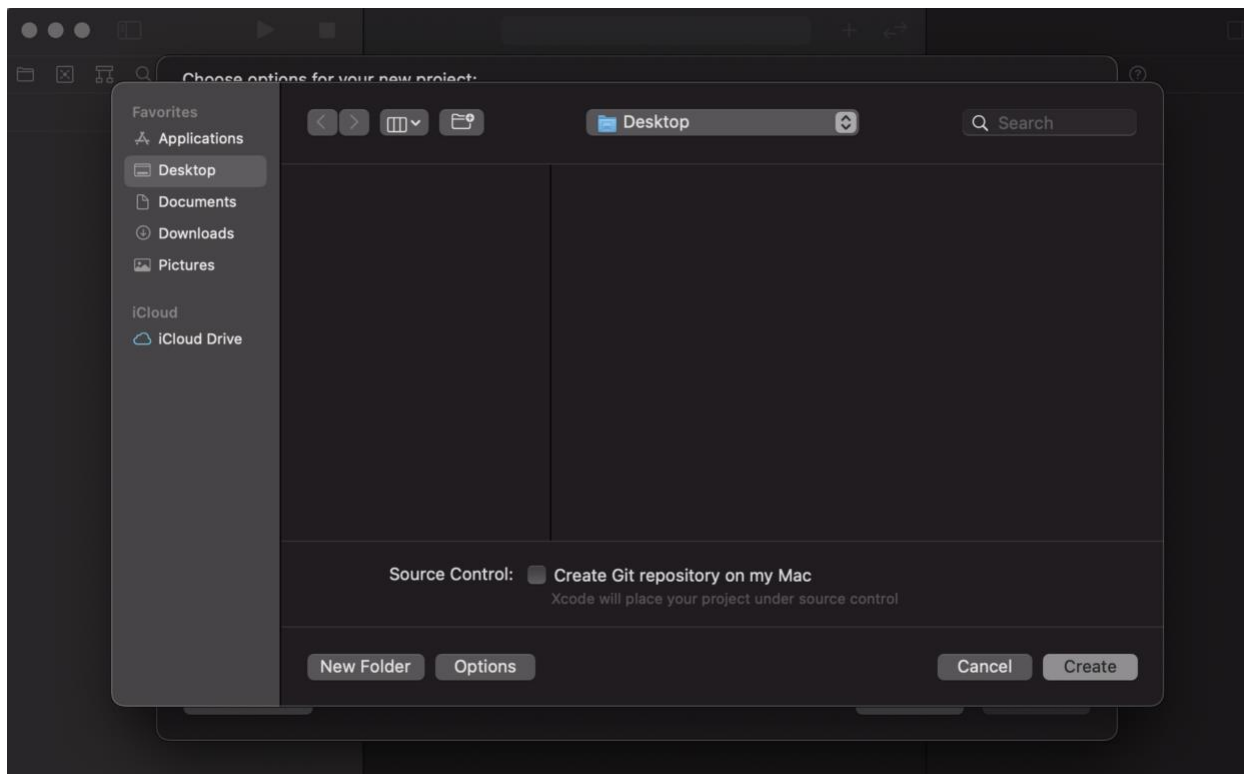 Choose options for your new project:
Favorites
Applications
Desktop
Documents
Downloads
Pictures
iCloud
iCloud Drive
Desktop
Search
Source Control: Create Git repository on my Mac
Xcode will place your project under source control
New Folder Options Cancel Create